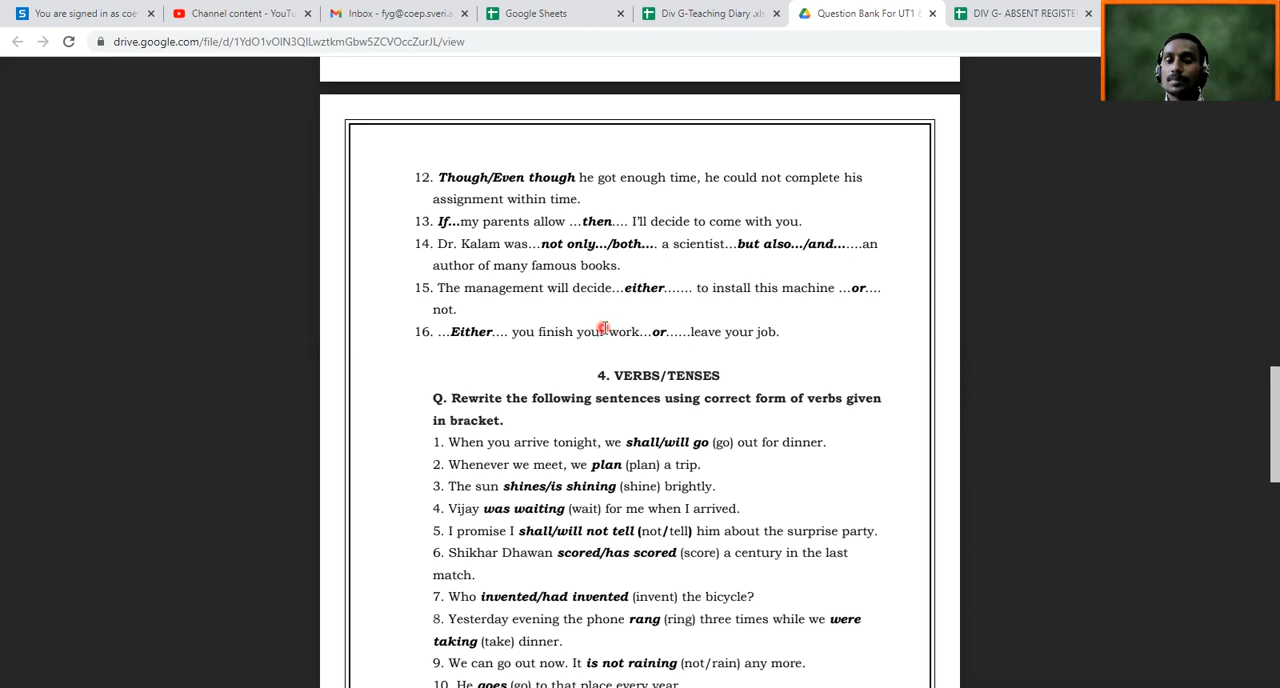 You are signed in as coe
Channel content - YouTu
Inbox - fyg@coep.sveri.a
Google Sheets
Div G-Teaching Diary .xls
Question Bank For UT1 &
DIV G- ABSENT REGISTE
drive.google.com/file/d/1YdO1vOIN3QILwztkmGbw5ZCVOccZurJL/view
12. Though/Even though he got enough time, he could not complete his
assignment within time.
13. If...my parents allow ...then.... I'll decide to come with you.
14. Dr. Kalam was...not only.../both.... a scientist...but also.../and.......an
author of many famous books.
15. The management will decide...either....... to install this machine ...or....
not.
16. ...Either.... you finish your work...or......leave your job.
4. VERBS/TENSES
Q. Rewrite the following sentences using correct form of verbs given
in bracket.
1. When you arrive tonight, we shall/will go (go) out for dinner.
2. Whenever we meet, we plan (plan) a trip.
3. The sun shines/is shining (shine) brightly.
4. Vijay was waiting (wait) for me when I arrived.
5. I promise I shall/will not tell (not/tell) him about the surprise party.
6. Shikhar Dhawan scored/has scored (score) a century in the last
match.
7. Who invented/had invented (invent) the bicycle?
8. Yesterday evening the phone rang (ring) three times while we were
taking (take) dinner.
9. We can go out now. It is not raining (not/rain) any more.
10. He goes (go) to that place every year.